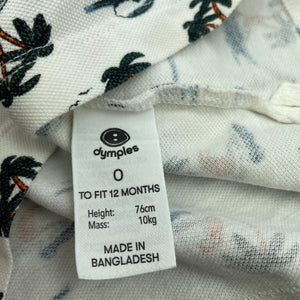 dymples
0
TO FIT 12 MONTHS
Height: 76cm
Mass: 10kg
MADE IN
BANGLADESH